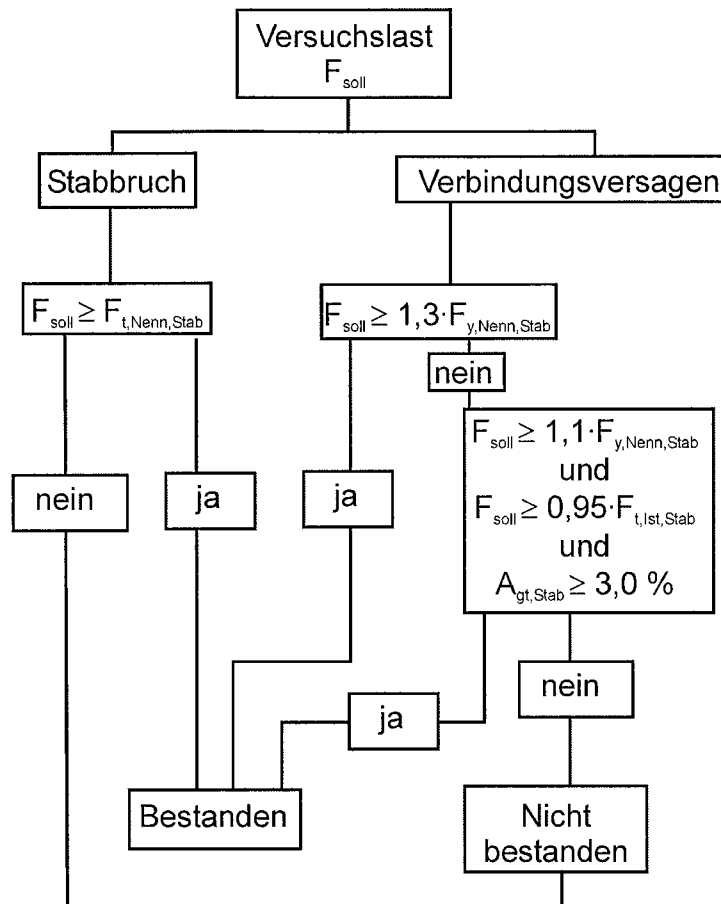 Versuchslast
F_soll
Stabbruch
Verbindungsversagen
F_soll ≥ F_t,Nenn,Stab
F_soll ≥ 1,3·F_y,Nenn,Stab
nein
F_soll ≥ 1,1·F_y,Nenn,Stab
und
F_soll ≥ 0,95·F_t,Ist,Stab
und
A_gt,Stab ≥ 3,0 %
nein
ja
ja
nein
ja
Bestanden
Nicht
bestanden